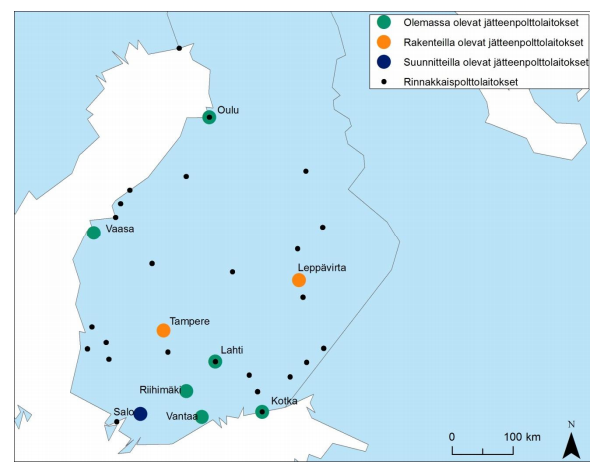 Olemassa olevat jätteenpolttolaitokset
Rakenteilla olevat jätteenpolttolaitokset
Suunnitteilla olevat jätteenpolttolaitokset
Rinnakkaispolttolaitokset
Oulu
Vaasa
Leppävirta
Tampere
Lahti
Riihimäki
Kotka
Salo
Vantaa
N
0 100 km